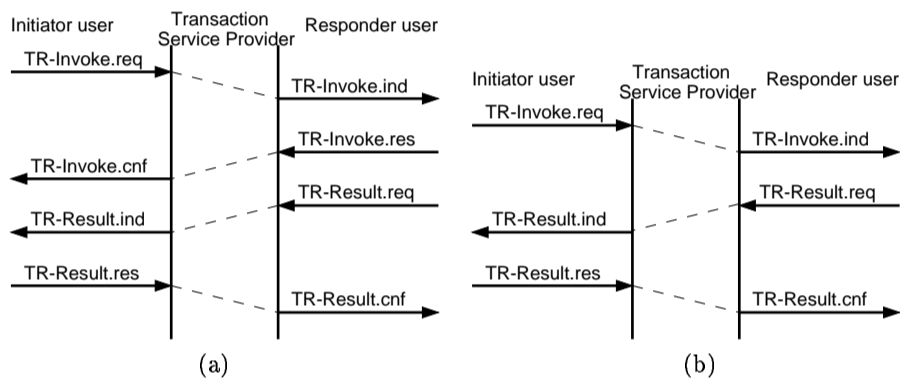 Initiator user
Transaction
Service Provider
Responder user
TR-Invoke.req
TR-Invoke.ind
TR-Invoke.res
TR-Invoke.cnf
TR-Result.req
TR-Result.ind
TR-Result.res
TR-Result.cnf
(a)
Initiator user
Transaction
Service Provider
Responder user
TR-Invoke.req
TR-Invoke.ind
TR-Result.req
TR-Result.ind
TR-Result.res
TR-Result.cnf
(b)